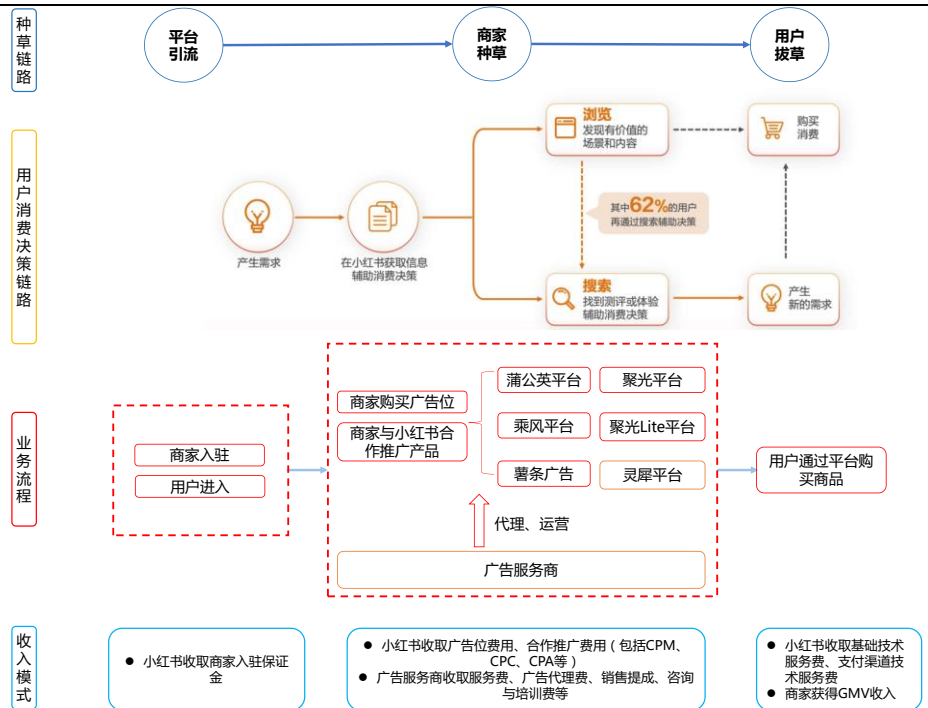 种草链路
平台
引流
商家
种草
用户
拔草
用户消费决策链路
产生需求
在小红书获取信息
辅助消费决策
浏览
发现有价值的
场景和内容
购买
消费
其中62%的用户
再通过搜索辅助决策
搜索
找到测评或体验
辅助消费决策
产生
新的需求
业务流程
商家入驻
用户进入
商家购买广告位
商家与小红书合
作推广产品
蒲公英平台
聚光平台
乘风平台
聚光Lite平台
薯条广告
灵犀平台
代理、运营
广告服务商
用户通过平台购
买商品
收入模式
● 小红书收取商家入驻保证
金
● 小红书收取广告位费用、合作推广费用（包括CPM、
CPC、CPA等）
● 广告服务商收取服务费、广告代理费、销售提成、咨询
与培训费等
● 小红书收取基础技术
服务费、支付渠道技
术服务费
● 商家获得GMV收入